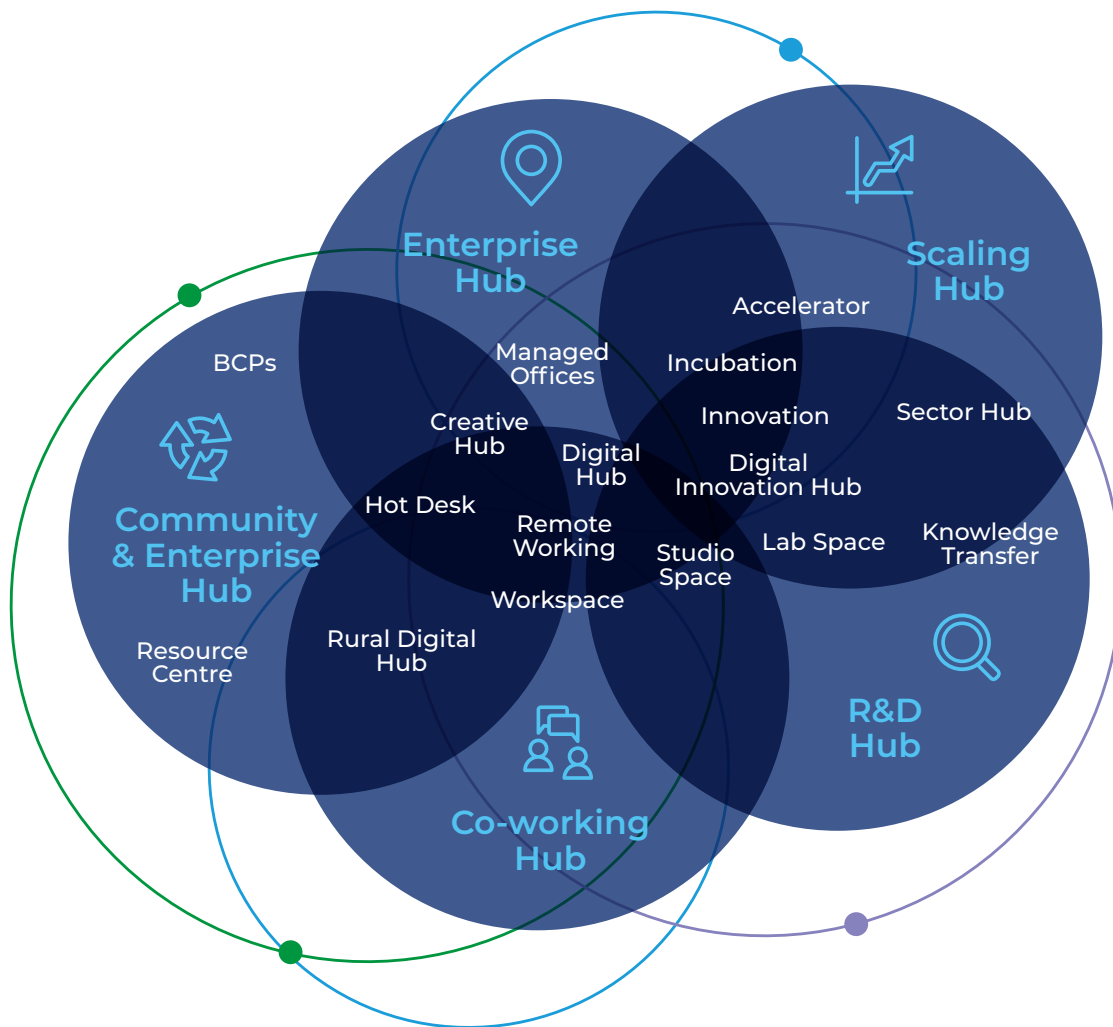 Enterprise
Hub
Scaling
Hub
Accelerator
BCPs
Managed
Offices
Incubation
Creative
Hub
Innovation
Sector Hub
Digital
Hub
Digital
Innovation Hub
Hot Desk
Community
& Enterprise
Hub
Remote
Working
Studio
Space
Lab Space
Knowledge
Transfer
Workspace
Resource
Centre
Rural Digital
Hub
R&D
Hub
Co-working
Hub